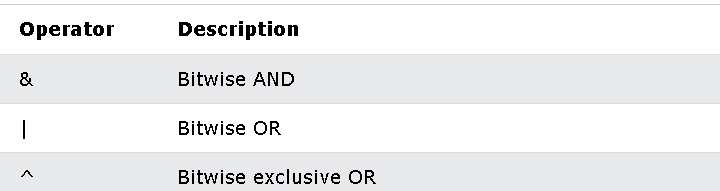 Operator Description
& Bitwise AND
| Bitwise OR
^ Bitwise exclusive OR